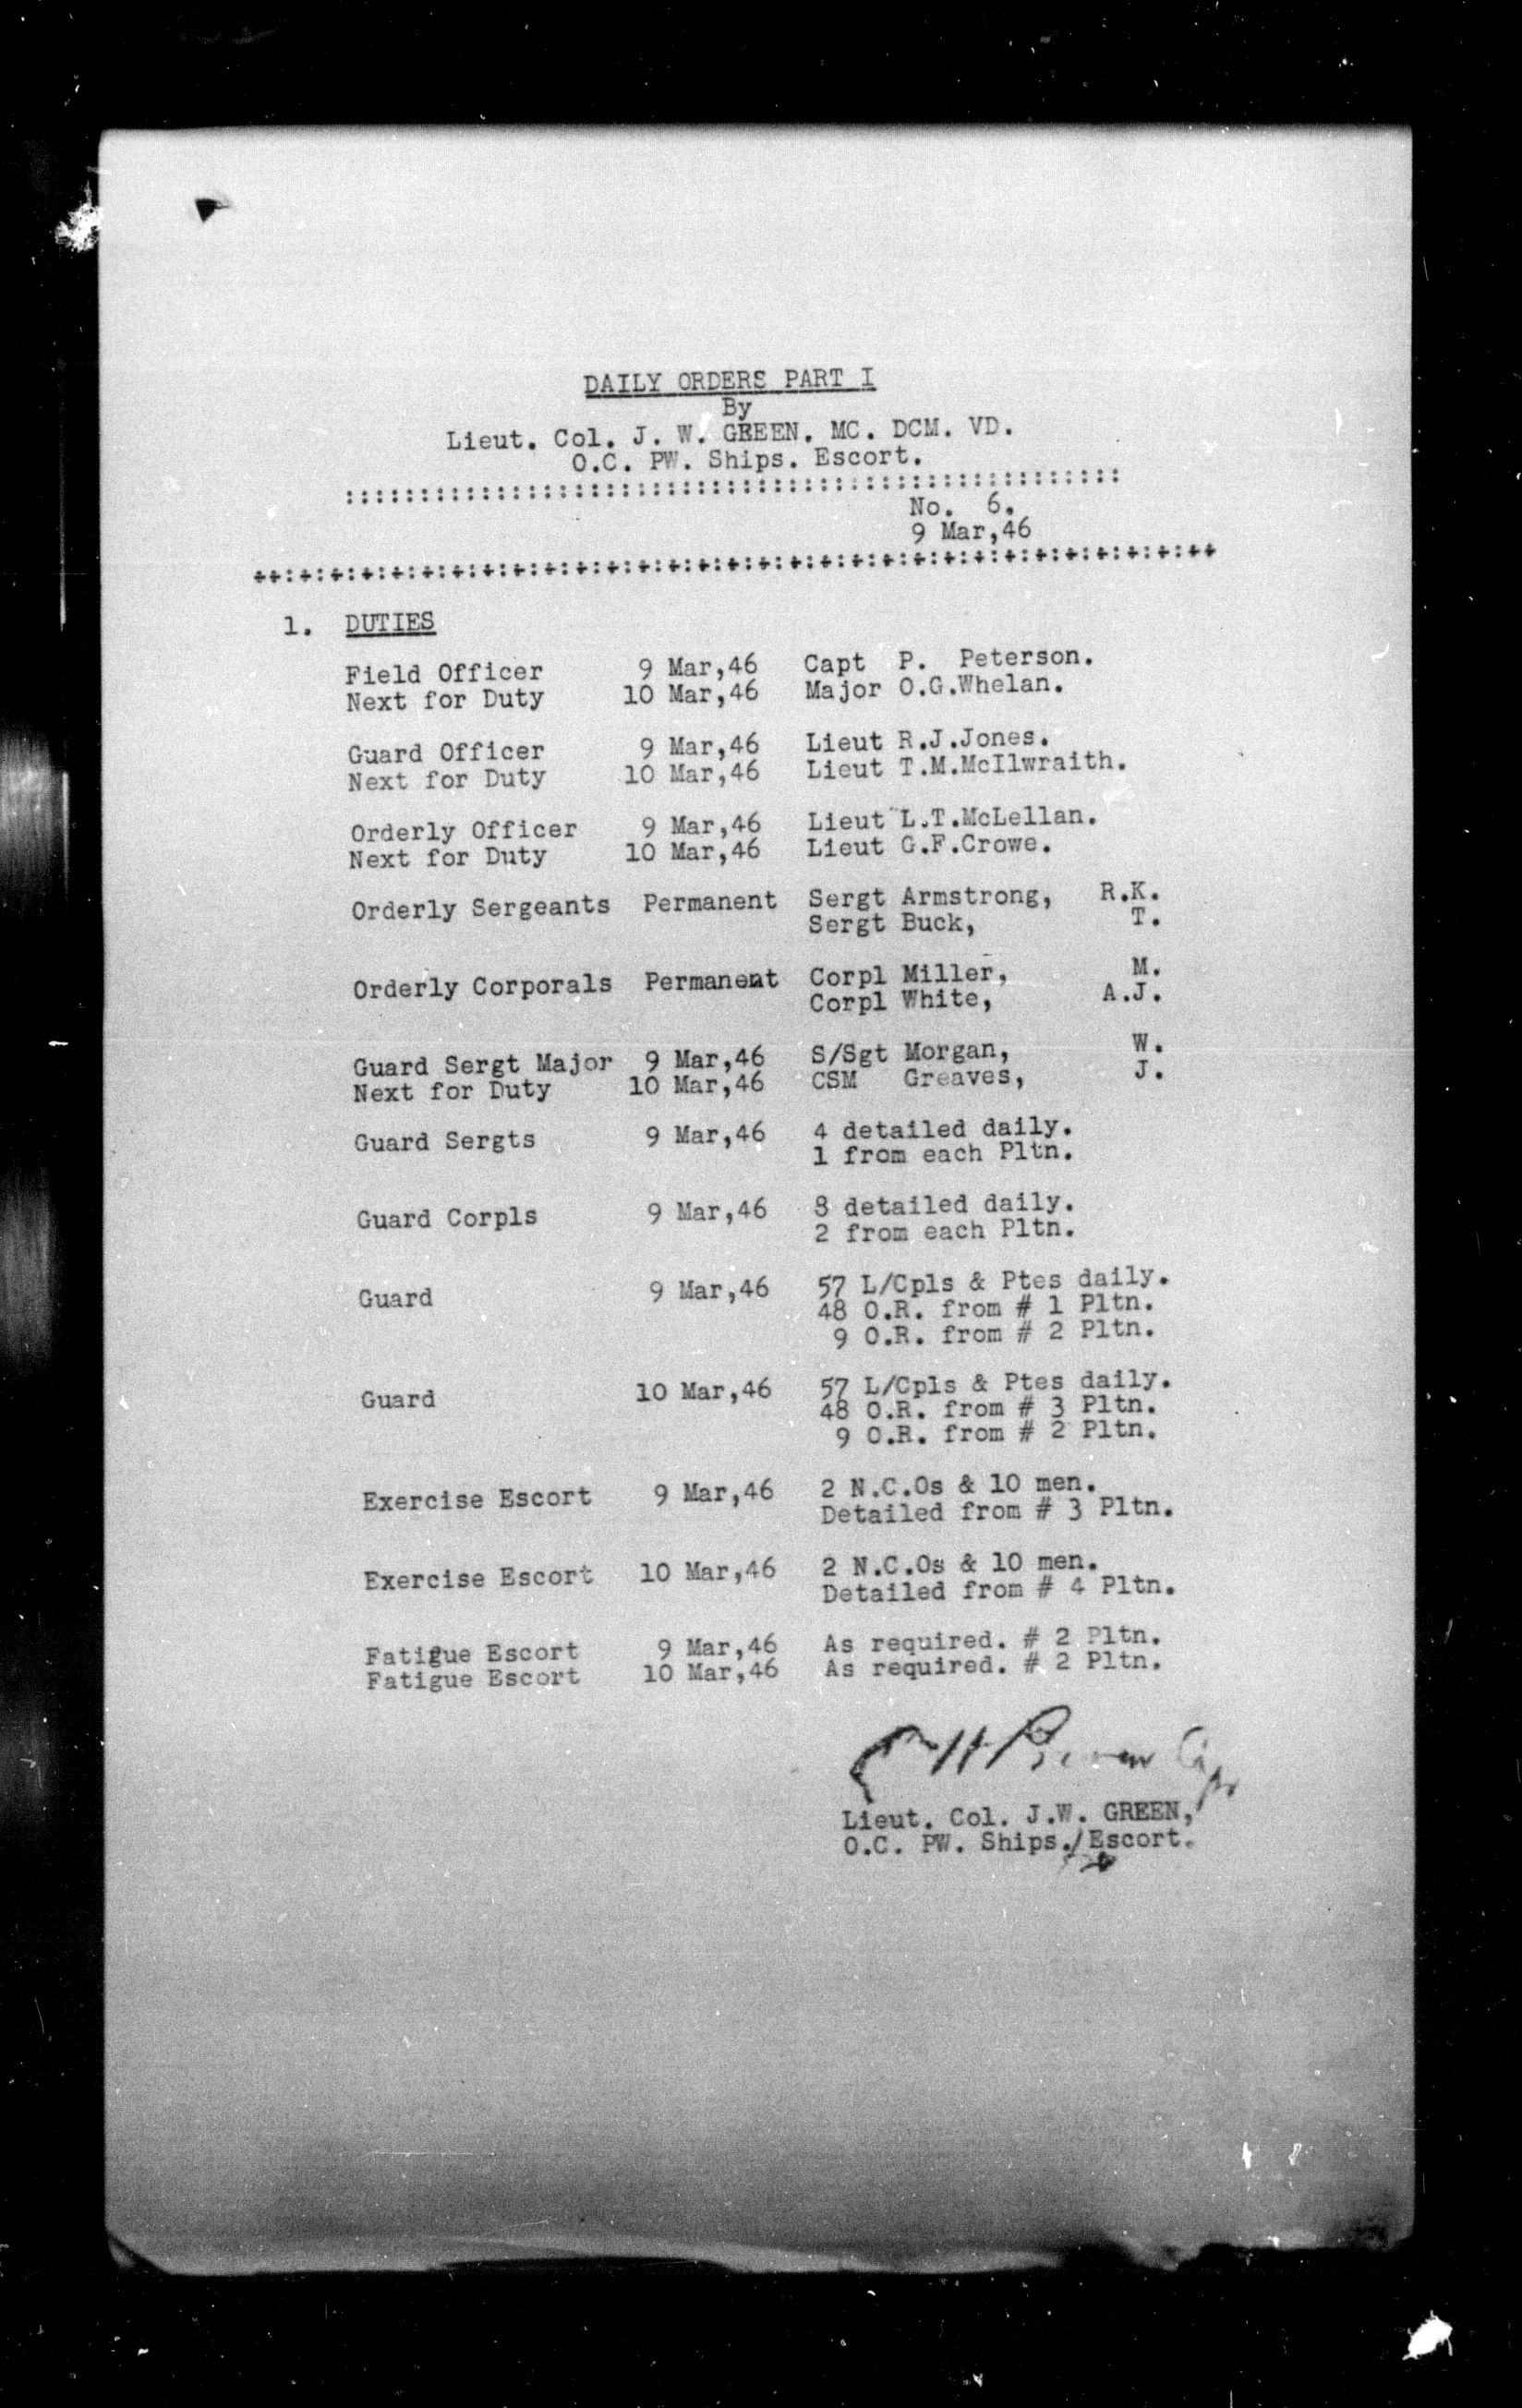 DAILY ORDERS PART I
By
Lieut. Col. J. W. GREEN. MC. DCM. VD.
O.C. PW. Ships. Escort.
:::::::::::::::::::::::::::::::::::::::::::::::::::
No. 6.
9 Mar,46
1. DUTIES
Field Officer 9 Mar,46 Capt P. Peterson.
Next for Duty 10 Mar,46 Major O.G.Whelan.
Guard Officer 9 Mar,46 Lieut R.J.Jones.
Next for Duty 10 Mar,46 Lieut T.M.McIlwraith.
Orderly Officer 9 Mar,46 Lieut L.T.McLellan.
Next for Duty 10 Mar,46 Lieut G.F.Crowe.
Orderly Sergeants Permanent Sergt Armstrong, R.K.
Sergt Buck, T.
Orderly Corporals Permanent Corpl Miller, M.
Corpl White, A.J.
Guard Sergt Major 9 Mar,46 S/Sgt Morgan, W.
Next for Duty 10 Mar,46 CSM Greaves, J.
Guard Sergts 9 Mar,46 4 detailed daily.
1 from each Pltn.
Guard Corpls 9 Mar,46 8 detailed daily.
2 from each Pltn.
Guard 9 Mar,46 57 L/Cpls & Ptes daily.
48 O.R. from # 1 Pltn.
9 O.R. from # 2 Pltn.
Guard 10 Mar,46 57 L/Cpls & Ptes daily.
48 O.R. from # 3 Pltn.
9 O.R. from # 2 Pltn.
Exercise Escort 9 Mar,46 2 N.C.Os & 10 men.
Detailed from # 3 Pltn.
Exercise Escort 10 Mar,46 2 N.C.Os & 10 men.
Detailed from # 4 Pltn.
Fatigue Escort 9 Mar,46 As required. # 2 Pltn.
Fatigue Escort 10 Mar,46 As required. # 2 Pltn.
Lieut. Col. J.W. GREEN,
O.C. PW. Ships./Escort.